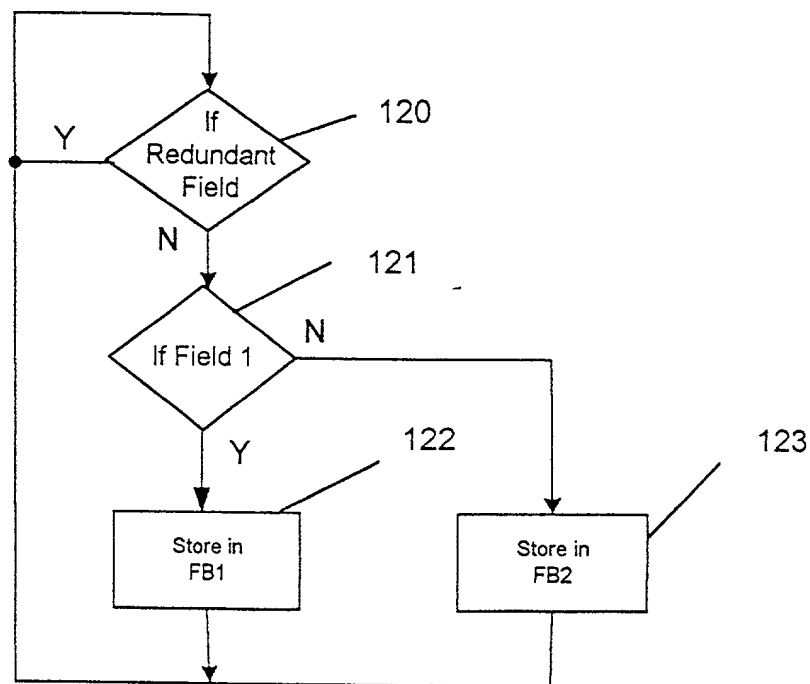 If
Redundant
Field
120
Y
N
121
If Field 1
N
Y
122
123
Store in
FB1
Store in
FB2